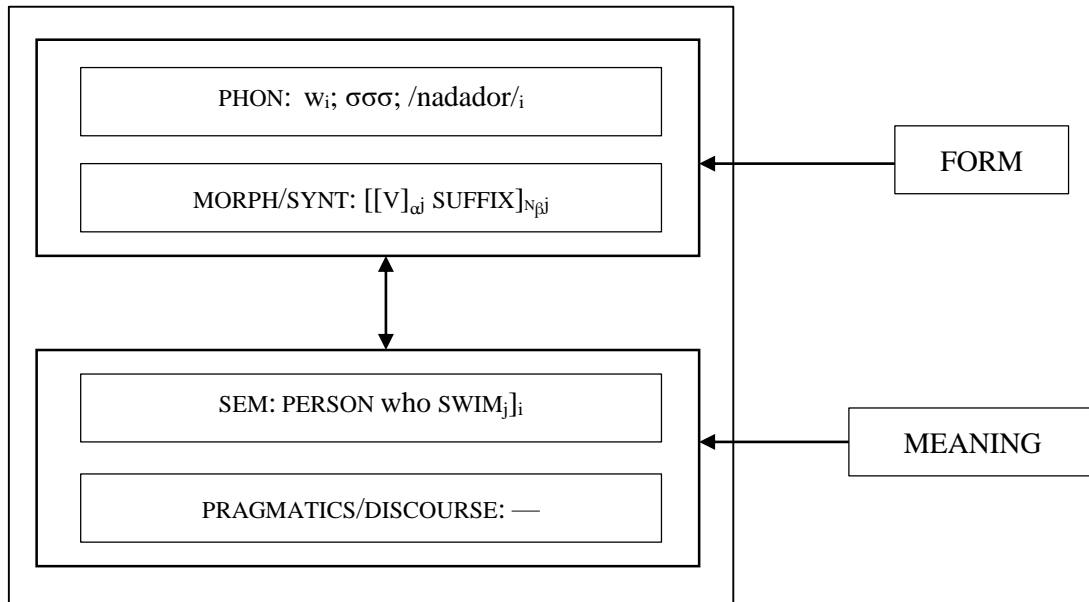 PHON: wi; σσσ; /nadador/i
FORM
MORPH/SYNT: [[V]αj SUFFIX]Nβj
SEM: PERSON who SWIMj]i
MEANING
PRAGMATICS/DISCOURSE: —